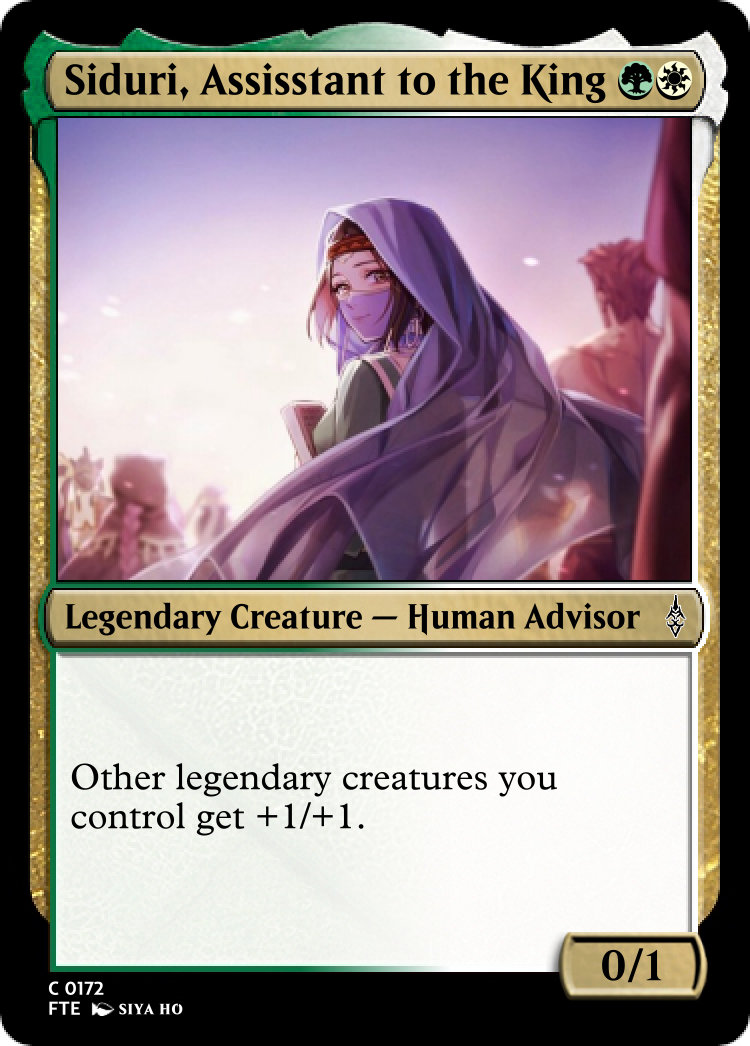 Siduri, Assisstant to the King
Legendary Creature — Human Advisor
Other legendary creatures you
control get +1/+1.
0/1
C 0172
FTE SIYA HO